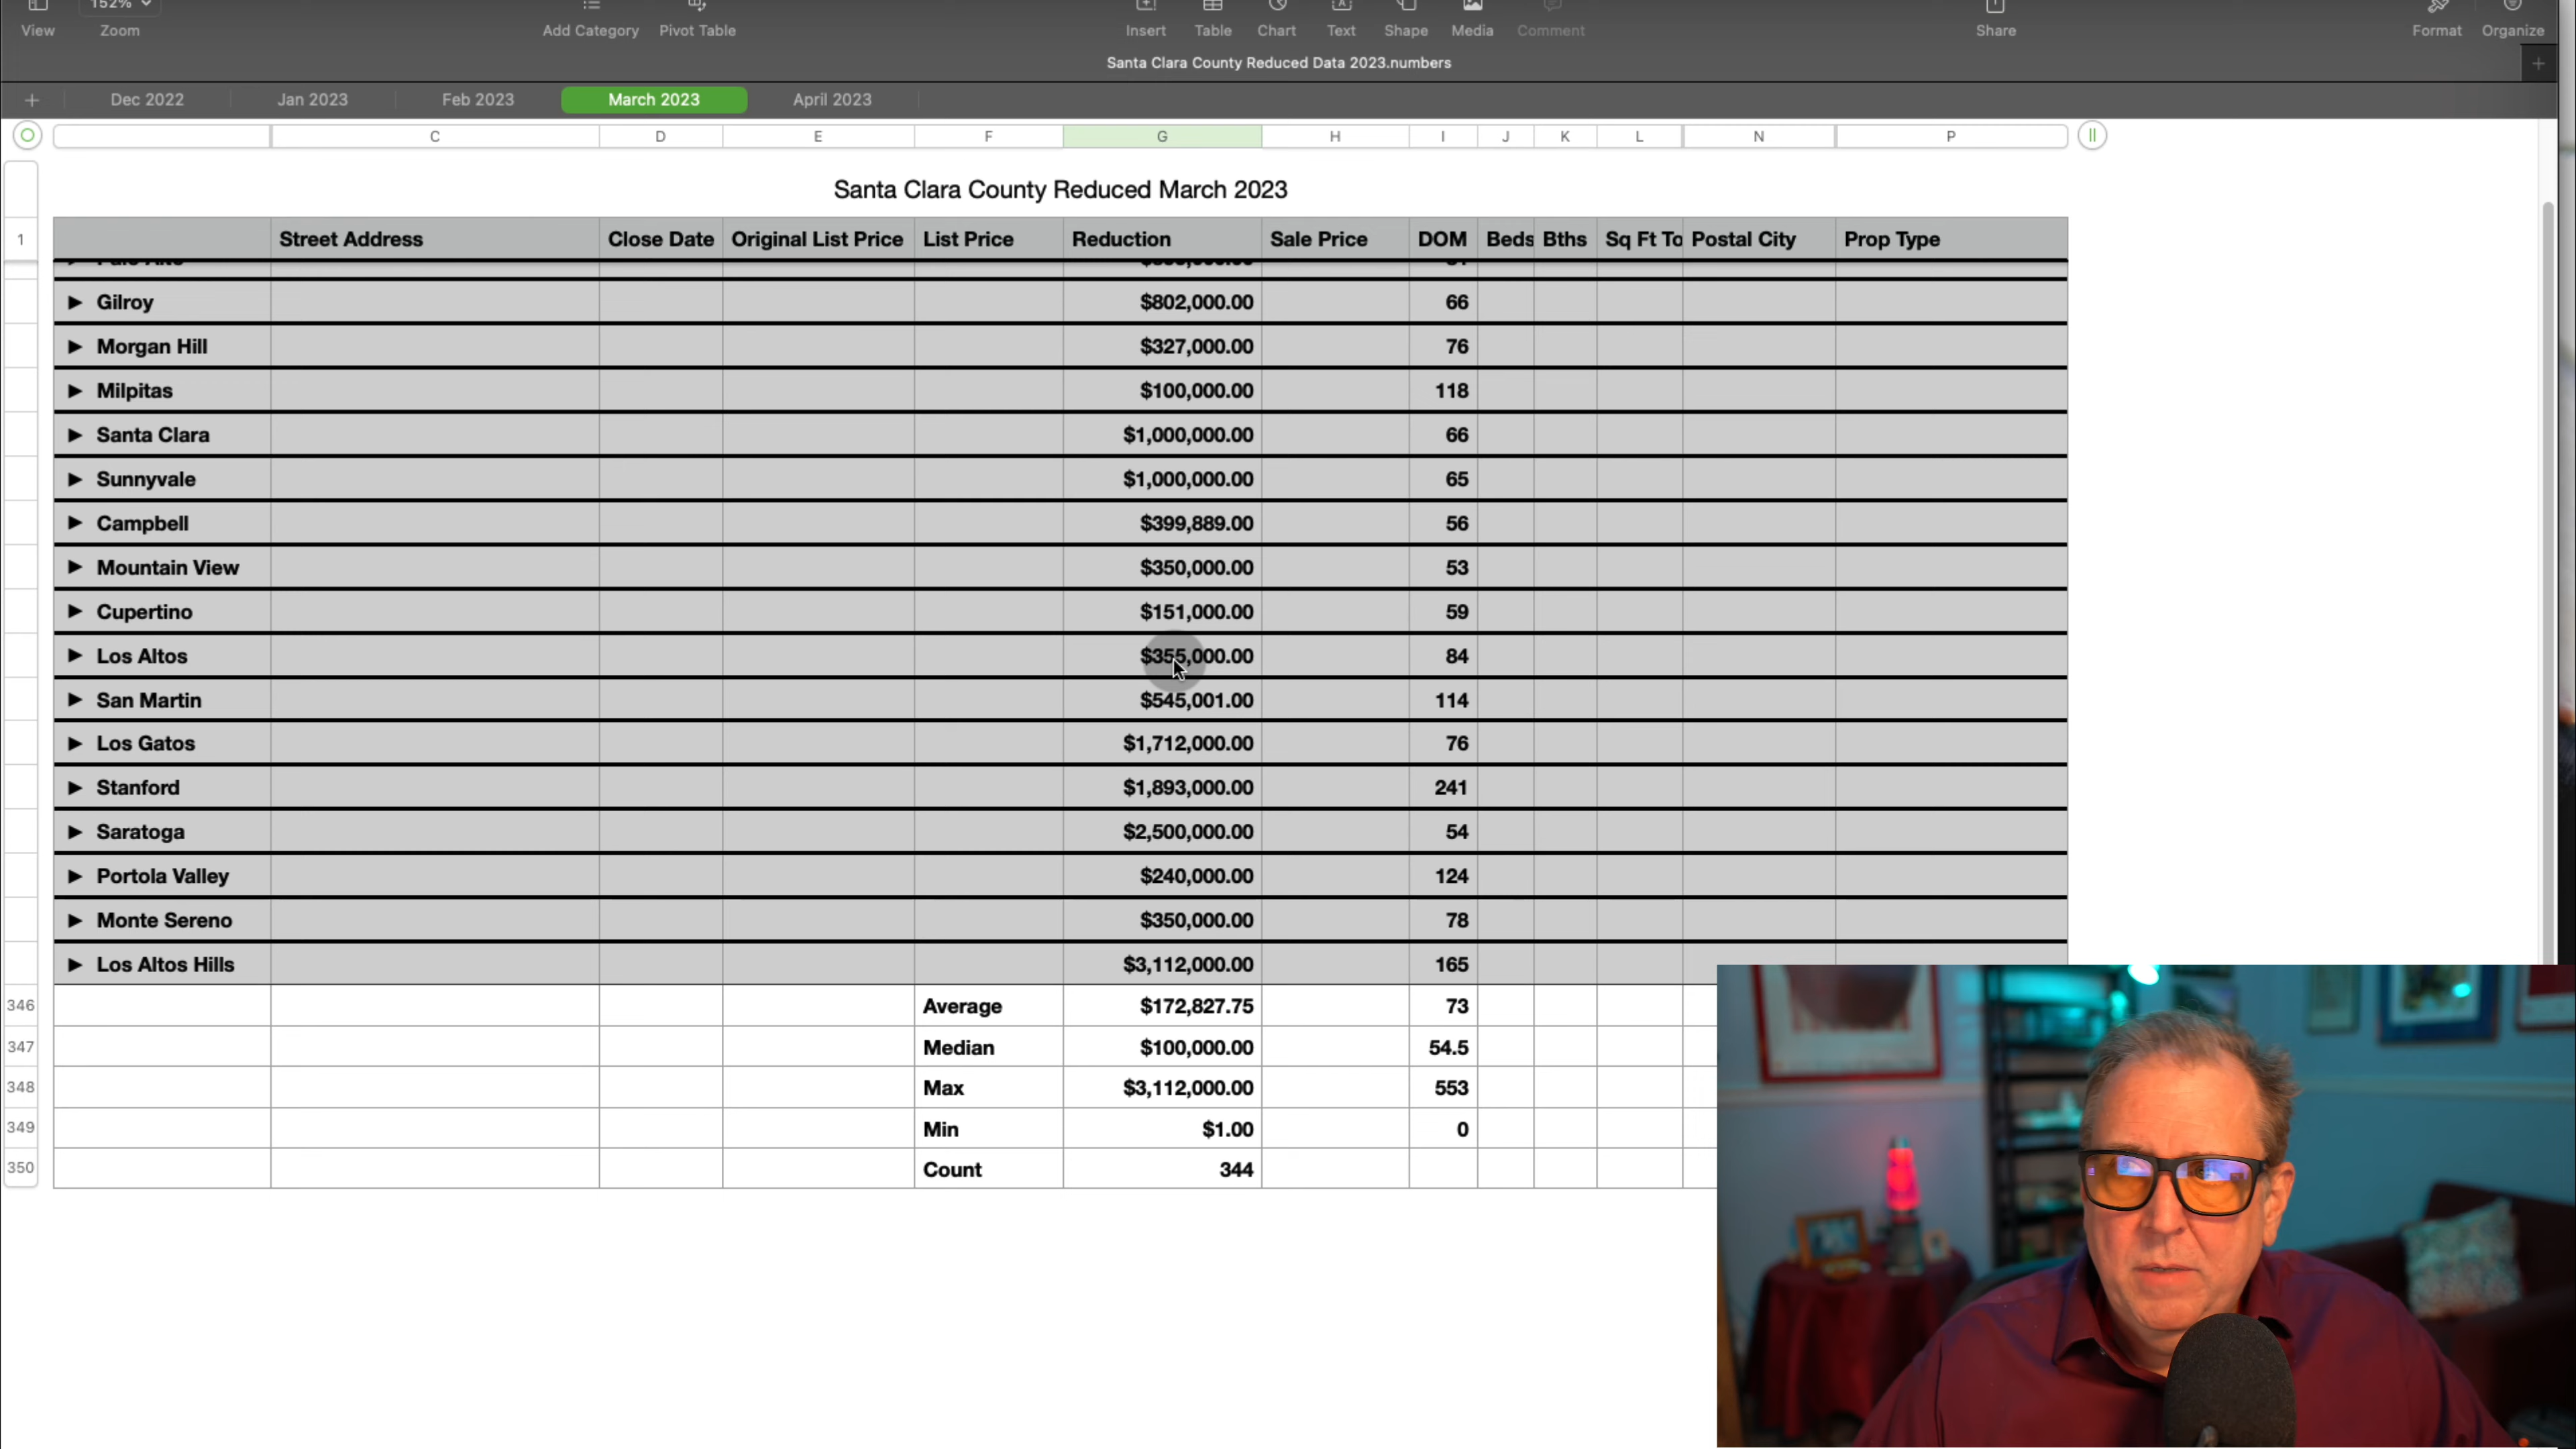 152%
View
Zoom
Add Category
Pivot Table
Insert
Table
Chart
Text
Shape
Media
Comment
Share
Format
Organize
Santa Clara County Reduced Data 2023.numbers
Dec 2022
Jan 2023
Feb 2023
March 2023
April 2023
C D E F G H I J K L N P
Santa Clara County Reduced March 2023
1 Street Address Close Date Original List Price List Price Reduction Sale Price DOM Beds Bths Sq Ft To Postal City Prop Type
Gilroy $802,000.00 66
Morgan Hill $327,000.00 76
Milpitas $100,000.00 118
Santa Clara $1,000,000.00 66
Sunnyvale $1,000,000.00 65
Campbell $399,889.00 56
Mountain View $350,000.00 53
Cupertino $151,000.00 59
Los Altos $355,000.00 84
San Martin $545,001.00 114
Los Gatos $1,712,000.00 76
Stanford $1,893,000.00 241
Saratoga $2,500,000.00 54
Portola Valley $240,000.00 124
Monte Sereno $350,000.00 78
Los Altos Hills $3,112,000.00 165
346 Average $172,827.75 73
347 Median $100,000.00 54.5
348 Max $3,112,000.00 553
349 Min $1.00 0
350 Count 344